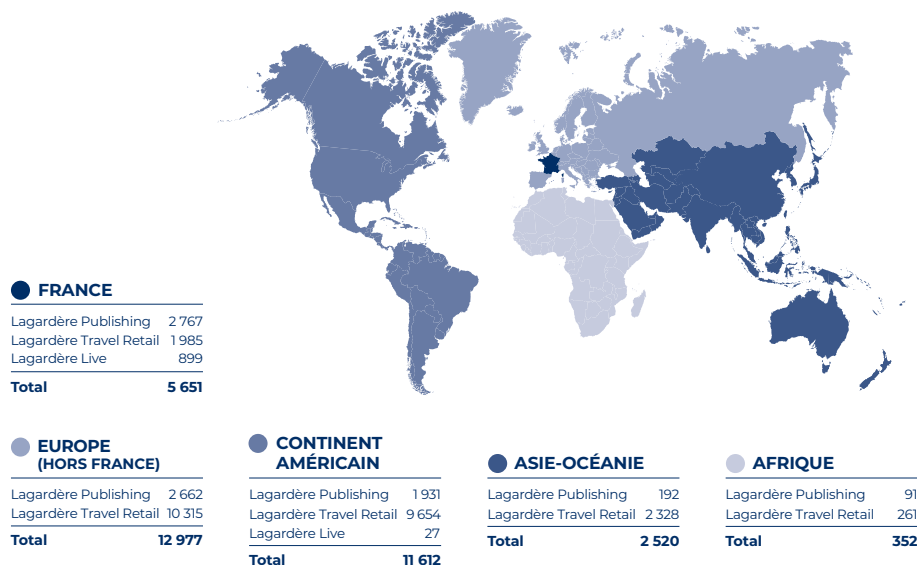 FRANCE
Lagardère Publishing 2 767
Lagardère Travel Retail 1 985
Lagardère Live 899
Total 5 651
EUROPE
(HORS FRANCE)
Lagardère Publishing 2 662
Lagardère Travel Retail 10 315
Total 12 977
CONTINENT
AMÉRICAIN
Lagardère Publishing 1 931
Lagardère Travel Retail 9 654
Lagardère Live 27
Total 11 612
ASIE-OCÉANIE
Lagardère Publishing 192
Lagardère Travel Retail 2 328
Total 2 520
AFRIQUE
Lagardère Publishing 91
Lagardère Travel Retail 261
Total 352